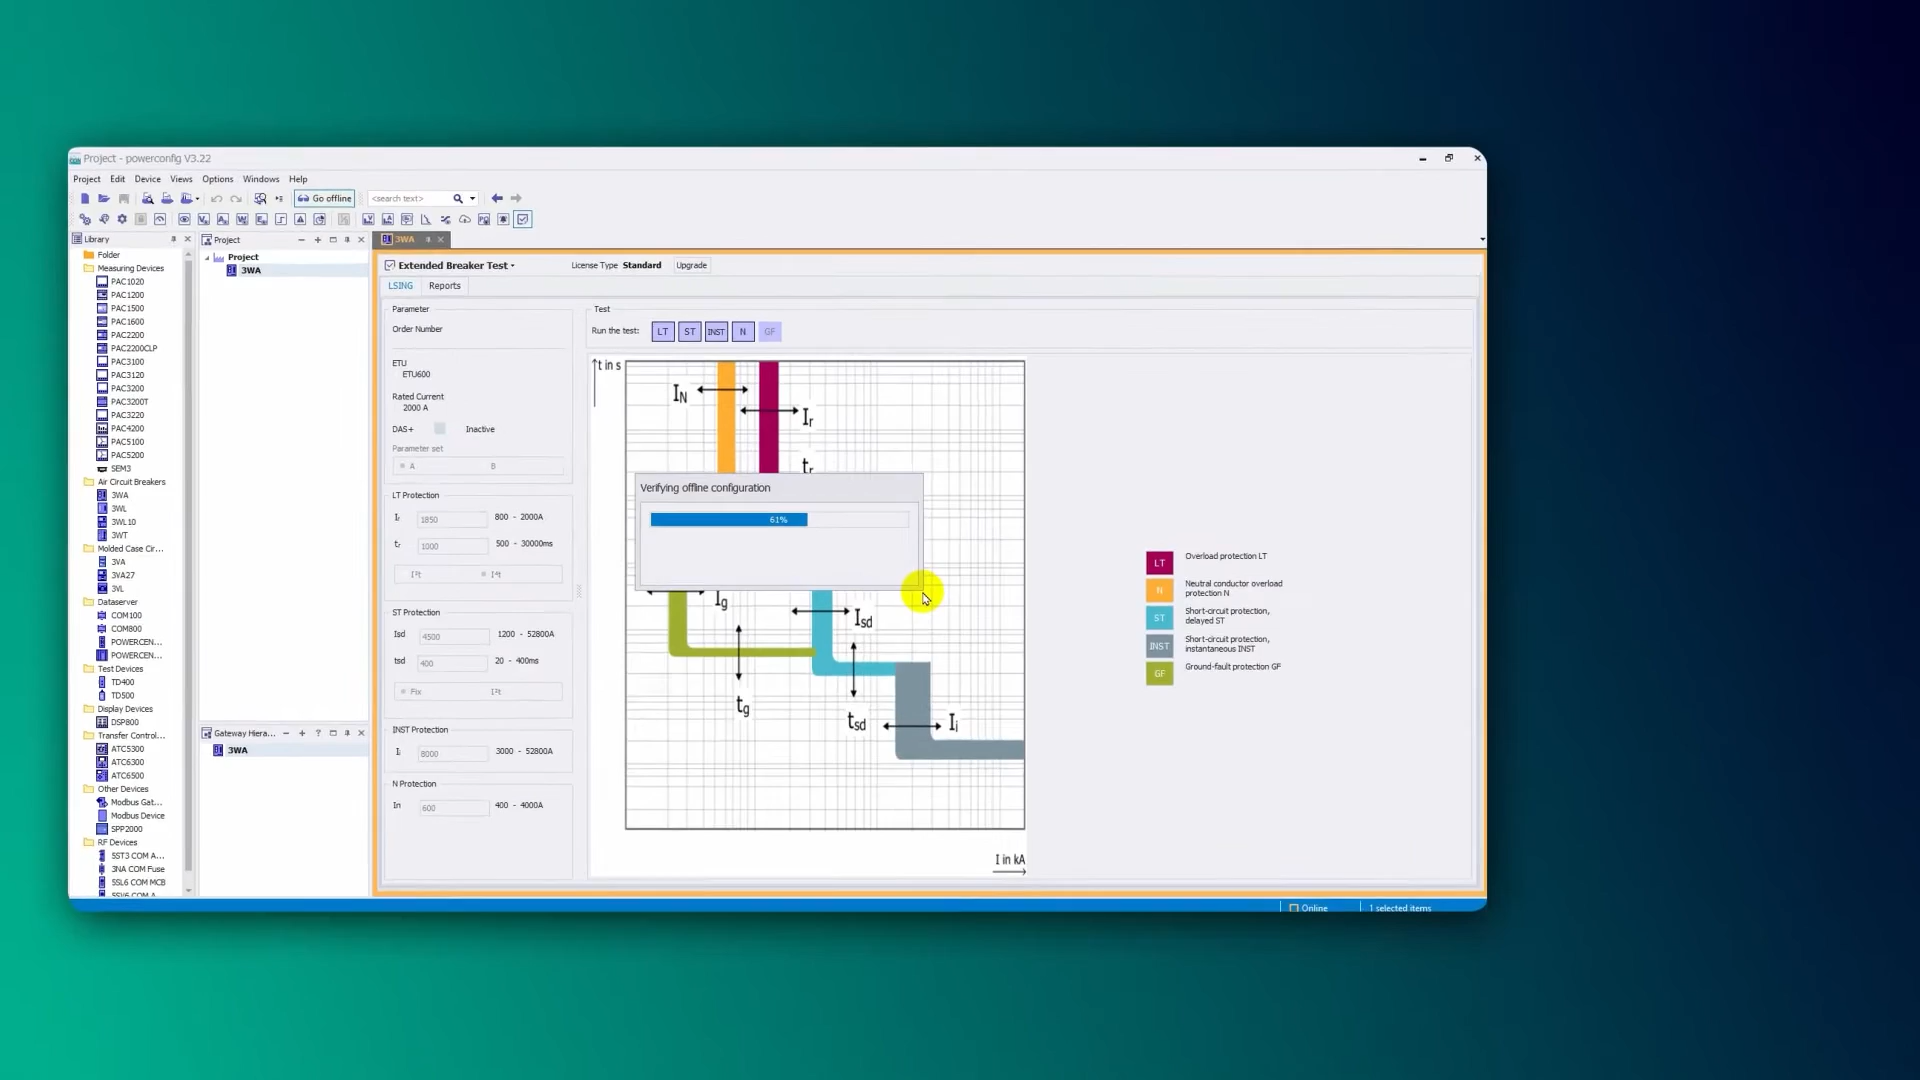 Project - powerconfig V3.22
Project Edit Device Views Options Windows Help
Go offline <search text>
Library
Folder
Measuring Devices
PAC1020
PAC1200
PAC1500
PAC1600
PAC2200
PAC2200CLP
PAC3100
PAC3120
PAC3200
PAC3200T
PAC3220
PAC4200
PAC5100
PAC5200
SEM3
Air Circuit Breakers
3WA
3WL
3WL10
3WT
Molded Case Cir...
3VA
3VA27
3VL
Dataserver
COM100
COM800
POWERCEN...
POWERCEN...
Test Devices
TD400
TD500
Display Devices
DSP800
Transfer Control...
ATC5300
ATC6300
ATC6500
Other Devices
Modbus Gat...
Modbus Device
SPP2000
RF Devices
5ST3 COM A...
3NA COM Fuse
5SL6 COM MCB
5SV6 COM A...
Project
Project
3WA
Gateway Hiera...
3WA
3WA
Extended Breaker Test
License Type Standard Upgrade
LSING Reports
Parameter
Order Number
ETU
ETU600
Rated Current
2000 A
DAS+ Inactive
Parameter set
A B
LT Protection
Ir 1850 800 - 2000A
tr 1000 500 - 30000ms
I²t I⁴t
ST Protection
Isd 4500 1200 - 52800A
tsd 400 20 - 400ms
Fix I²t
INST Protection
Ii 8000 3000 - 52800A
N Protection
In 600 400 - 4000A
Test
Run the test: LT ST INST N GF
t in s
IN
Ir
tr
Verifying offline configuration
61%
Ig
Isd
tg
tsd
Ii
I in kA
LT Overload protection LT
N Neutral conductor overload
protection N
ST Short-circuit protection,
delayed ST
INST Short-circuit protection,
instantaneous INST
GF Ground-fault protection GF
Online 1 selected items